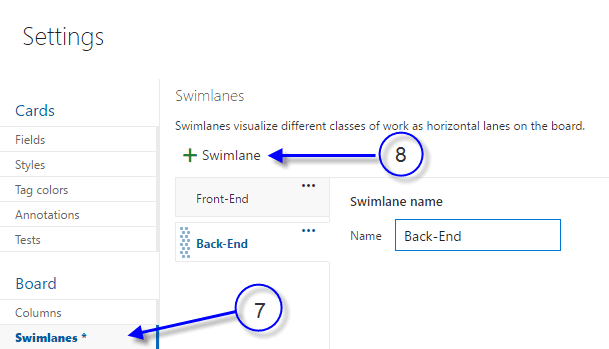 Settings
Cards
Fields
Styles
Tag colors
Annotations
Tests
Board
Columns
Swimlanes *
Swimlanes
Swimlanes visualize different classes of work as horizontal lanes on the board.
+ Swimlane
8
Front-End
...
Back-End
...
Swimlane name
Name Back-End
7